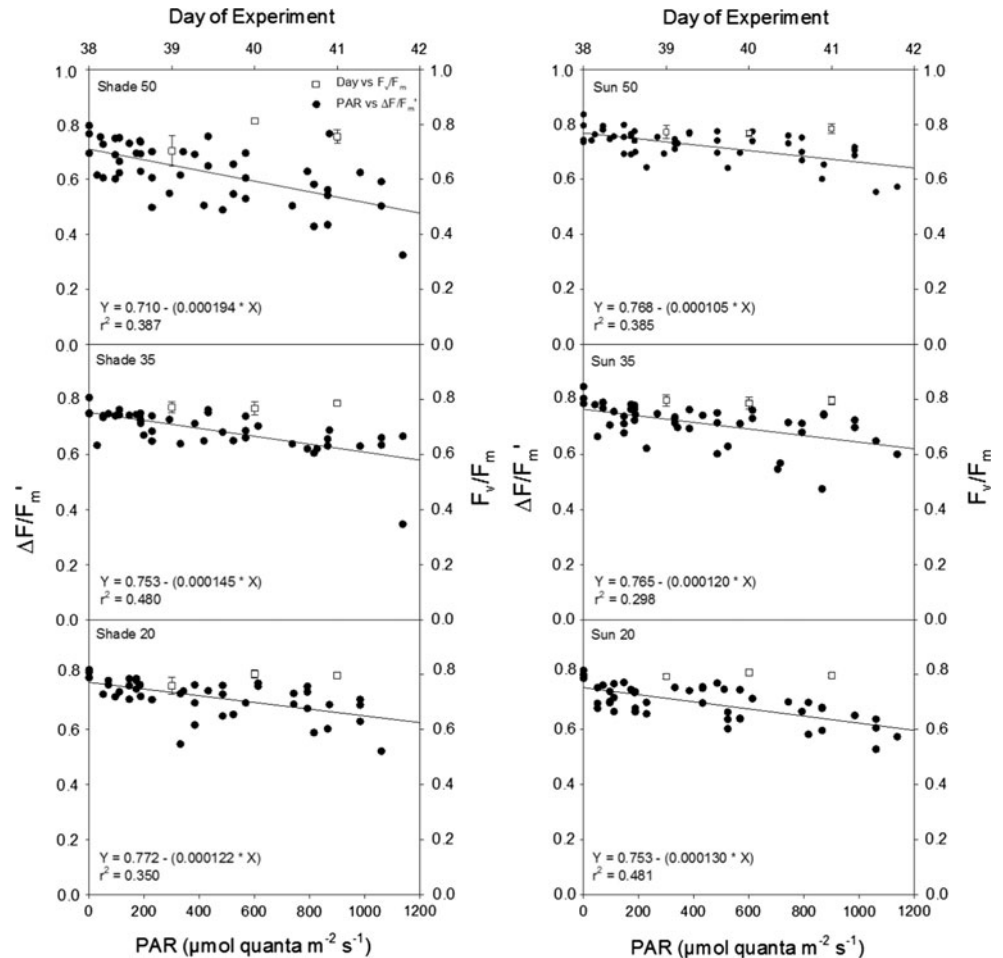 Day of Experiment
38 39 40 41 42
Shade 50
□ Day vs Fv/Fm
● PAR vs ΔF/Fm'
1.0 0.8 0.6 0.4 0.2 0.0
1.0 0.8 0.6 0.4 0.2 0.0
Y = 0.710 - (0.000194 * X)
r² = 0.387
Shade 35
0.8 0.6 0.4 0.2 0.0
0.8 0.6 0.4 0.2 0.0
Y = 0.753 - (0.000145 * X)
r² = 0.480
Shade 20
0.8 0.6 0.4 0.2 0.0
0.8 0.6 0.4 0.2 0.0
Y = 0.772 - (0.000122 * X)
r² = 0.350
ΔF/Fm'
Fv/Fm
0 200 400 600 800 1000 1200
PAR (μmol quanta m⁻² s⁻¹)
Day of Experiment
38 39 40 41 42
Sun 50
1.0 0.8 0.6 0.4 0.2 0.0
1.0 0.8 0.6 0.4 0.2 0.0
Y = 0.768 - (0.000105 * X)
r² = 0.385
Sun 35
0.8 0.6 0.4 0.2 0.0
0.8 0.6 0.4 0.2 0.0
Y = 0.765 - (0.000120 * X)
r² = 0.298
Sun 20
0.8 0.6 0.4 0.2 0.0
0.8 0.6 0.4 0.2 0.0
Y = 0.753 - (0.000130 * X)
r² = 0.481
ΔF/Fm'
Fv/Fm
0 200 400 600 800 1000 1200
PAR (μmol quanta m⁻² s⁻¹)